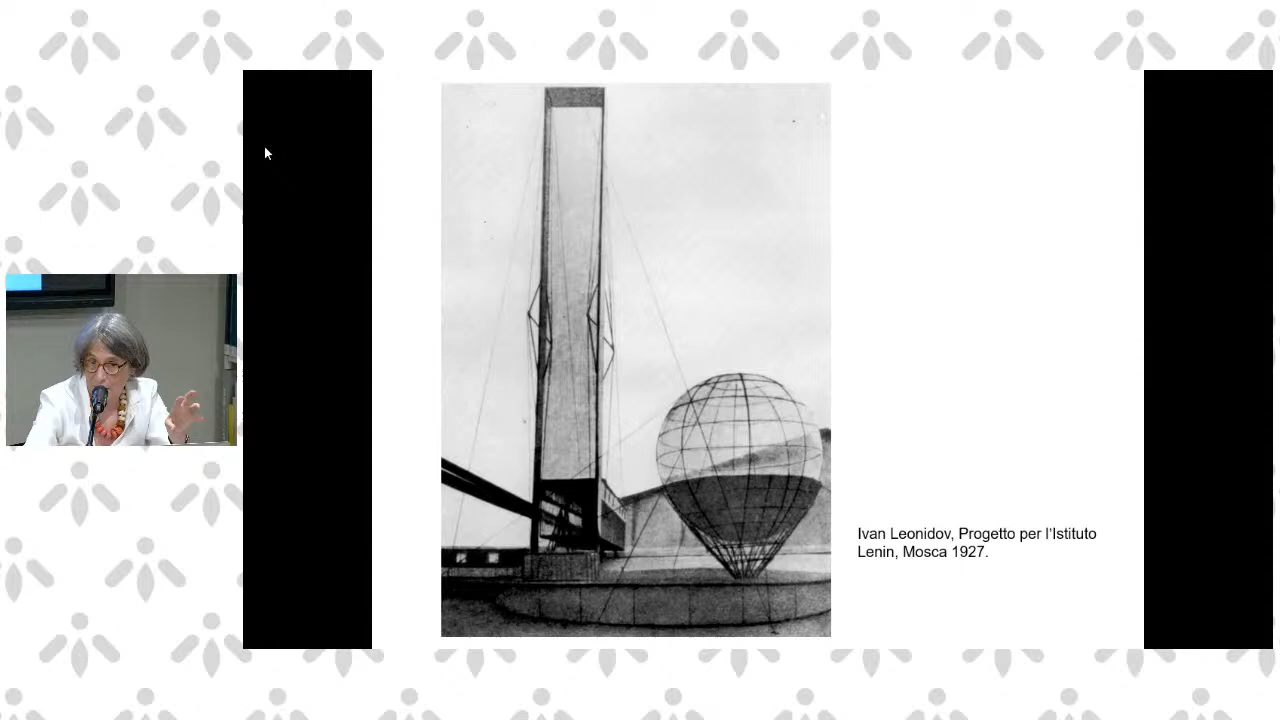 Ivan Leonidov, Progetto per l'Istituto
Lenin, Mosca 1927.